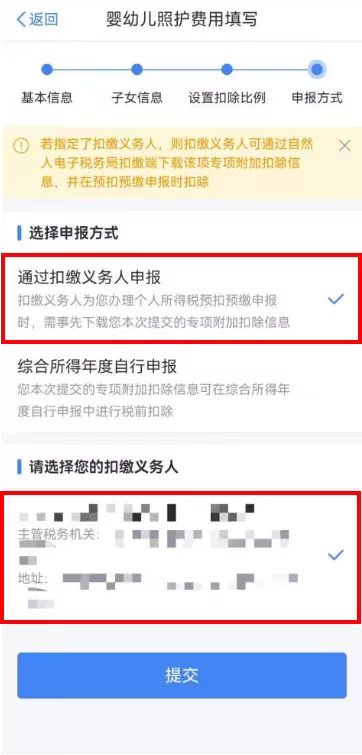 返回
婴幼儿照护费用填写
基本信息
子女信息
设置扣除比例
申报方式
若指定了扣缴义务人，则扣缴义务人可通过自然
人电子税务局扣缴端下载该项专项附加扣除信
息，并在预扣预缴申报时扣除
选择申报方式
通过扣缴义务人申报
扣缴义务人为您办理个人所得税预扣预缴申报
时，需事先下载您本次提交的专项附加扣除信息
综合所得年度自行申报
您本次提交的专项附加扣除信息可在综合所得年
度自行申报中进行税前扣除
请选择您的扣缴义务人
主管税务机关：
地址：
提交